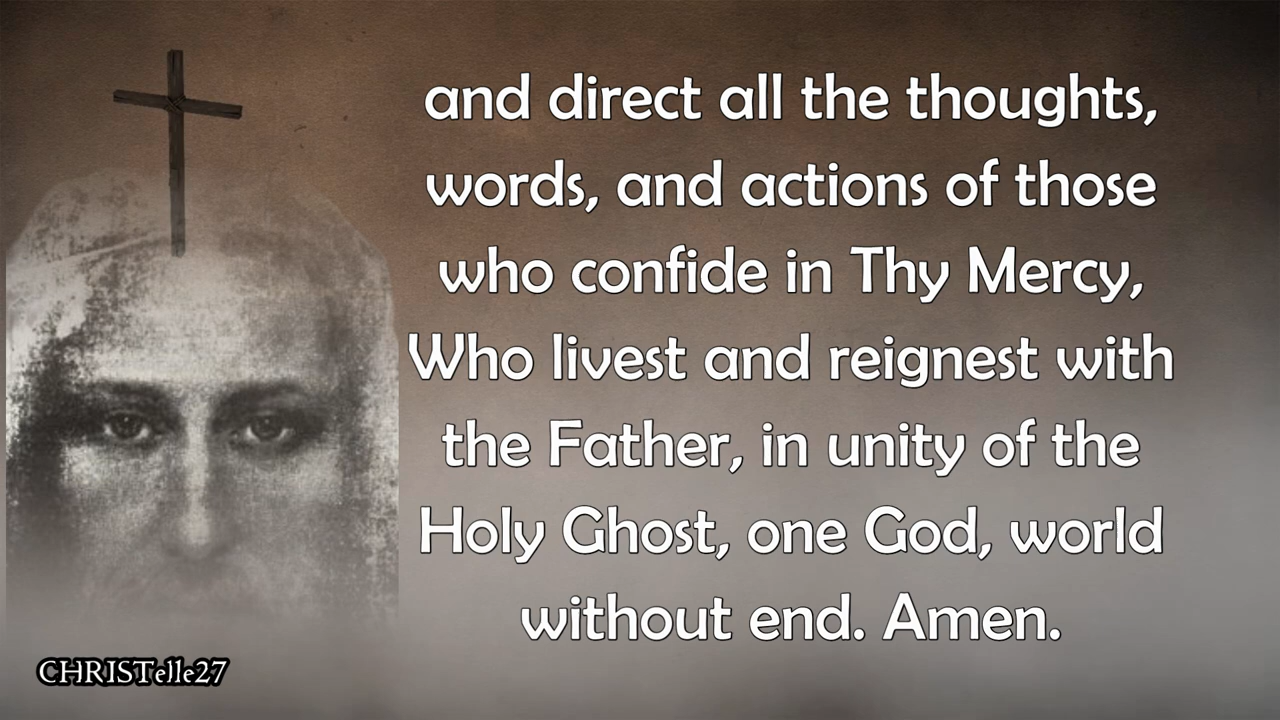 and direct all the thoughts,
words, and actions of those
who confide in Thy Mercy,
Who livest and reignest with
the Father, in unity of the
Holy Ghost, one God, world
without end. Amen.
CHRISTelle27